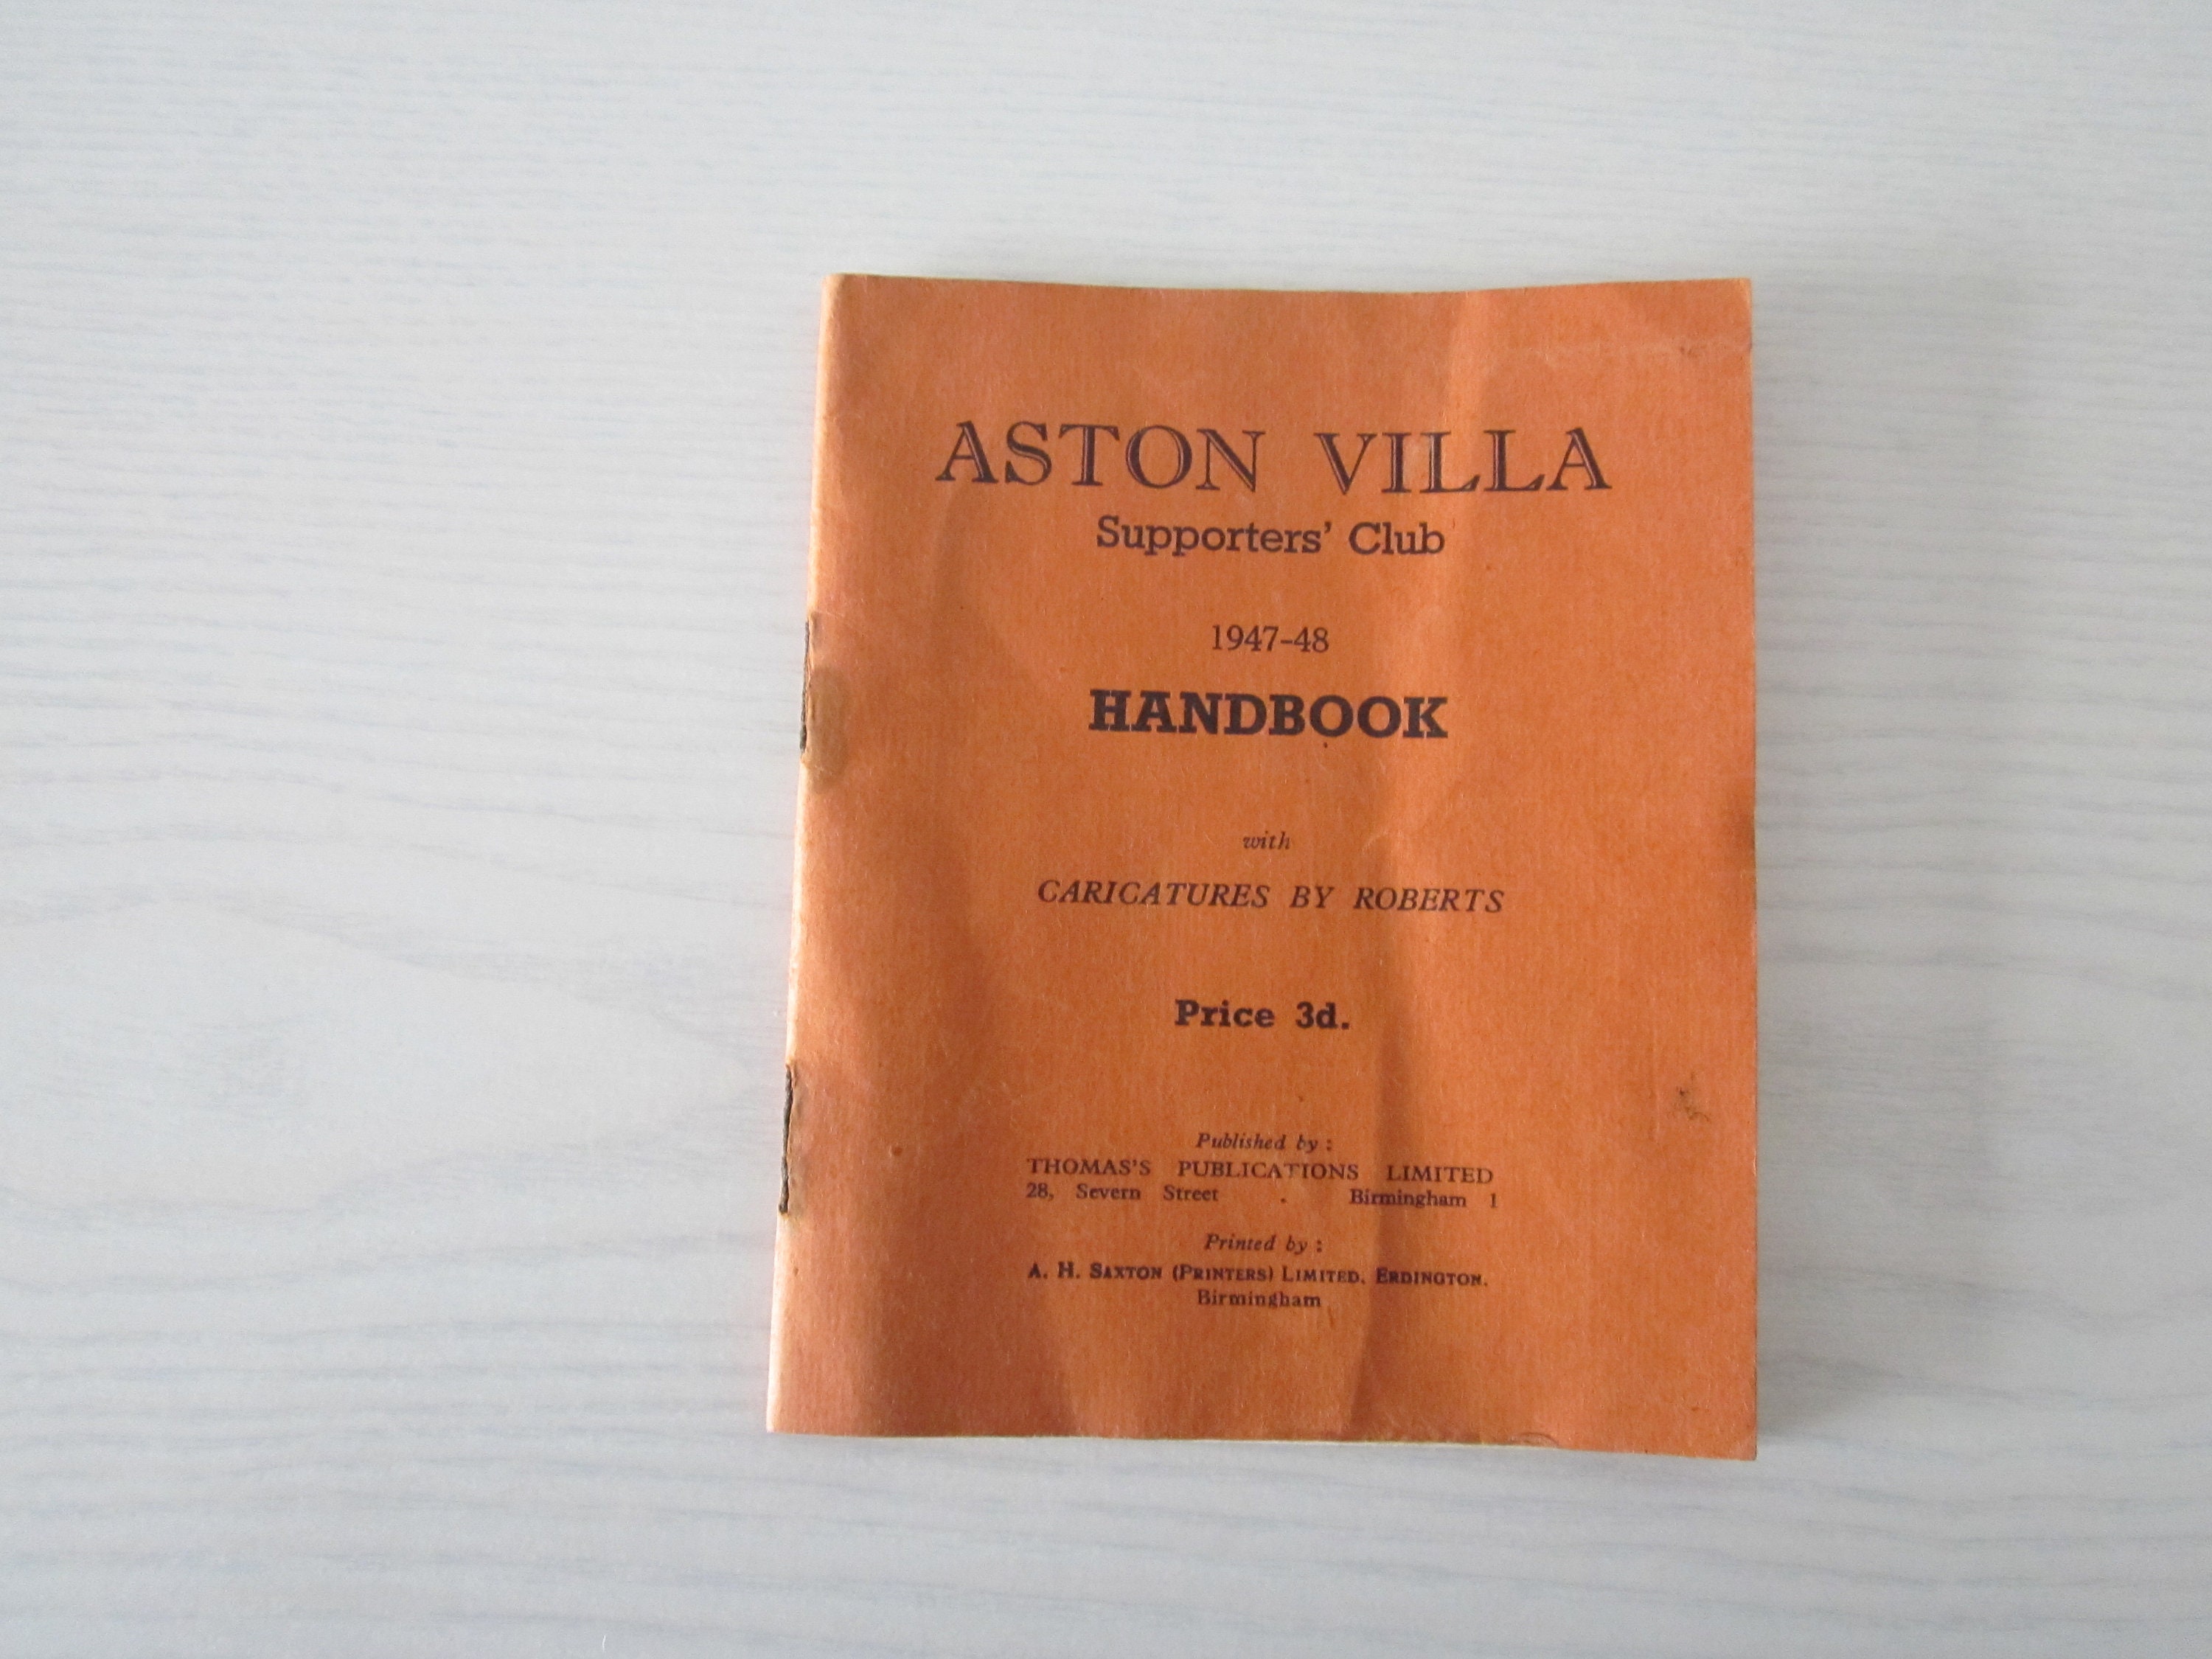 ASTON VILLA
Supporters' Club
1947-48
HANDBOOK
with
CARICATURES BY ROBERTS
Price 3d.
Published by :
THOMAS'S PUBLICATIONS LIMITED
28, Severn Street . Birmingham 1
Printed by :
A. H. SAXTON (PRINTERS) LIMITED, ERDINGTON,
Birmingham